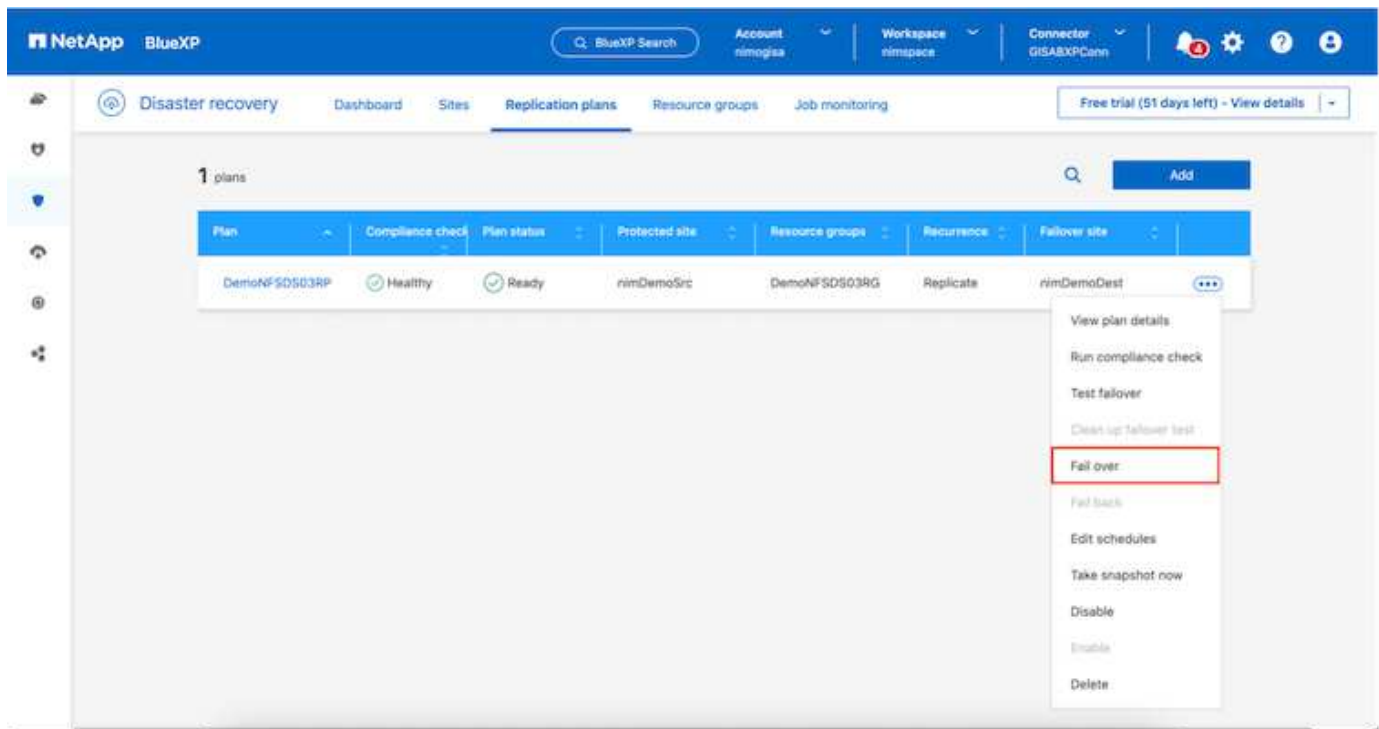 NetApp BlueXP BlueXP Search Account nimogisa Workspace nimspace Connector GISABXPConn 4
Disaster recovery Dashboard Sites Replication plans Resource groups Job monitoring Free trial (51 days left) - View details
1 plans Add
Plan Compliance check Plan status Protected site Resource groups Recurrence Failover site
DemoNFSDS03RP Healthy Ready nimDemoSrc DemoNFSDS03RG Replicate nimDemoDest
View plan details
Run compliance check
Test failover
Clean up failover test
Fail over
Fail back
Edit schedules
Take snapshot now
Disable
Enable
Delete